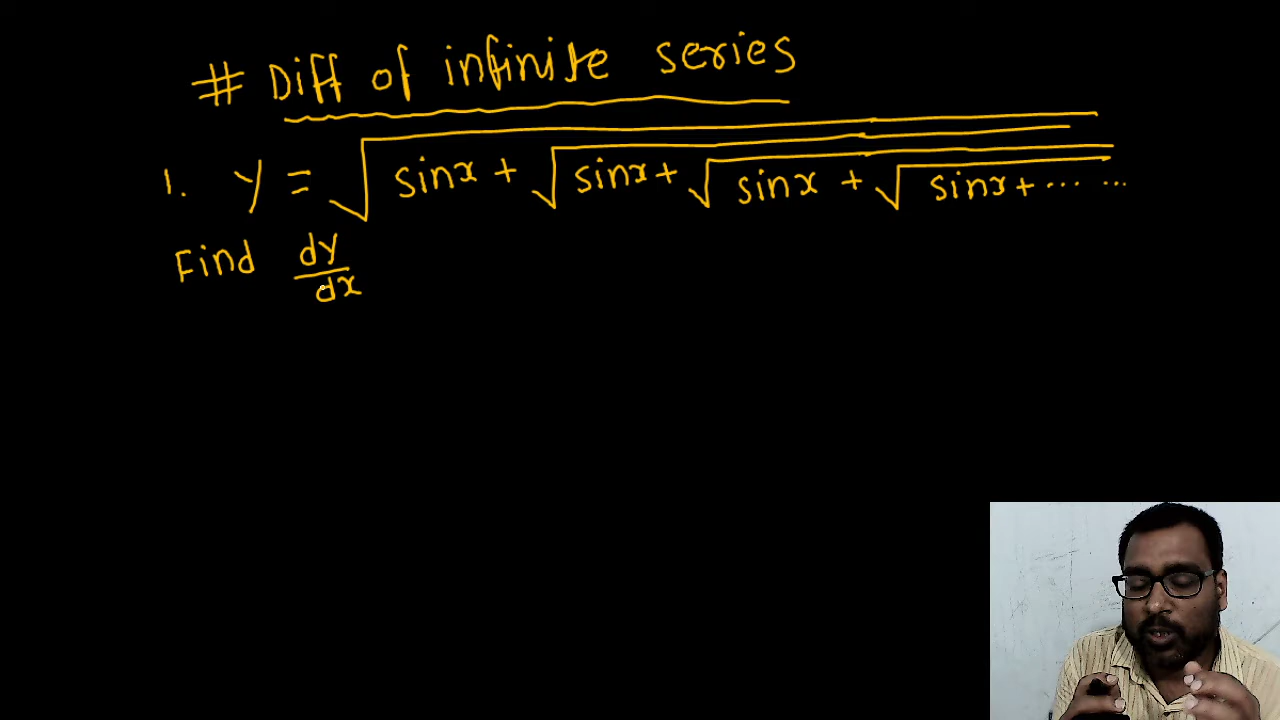 # Diff of infinite series
1. y = √(sinx + √(sinx + √(sinx + √(sinx + ... ...
Find dy/dx